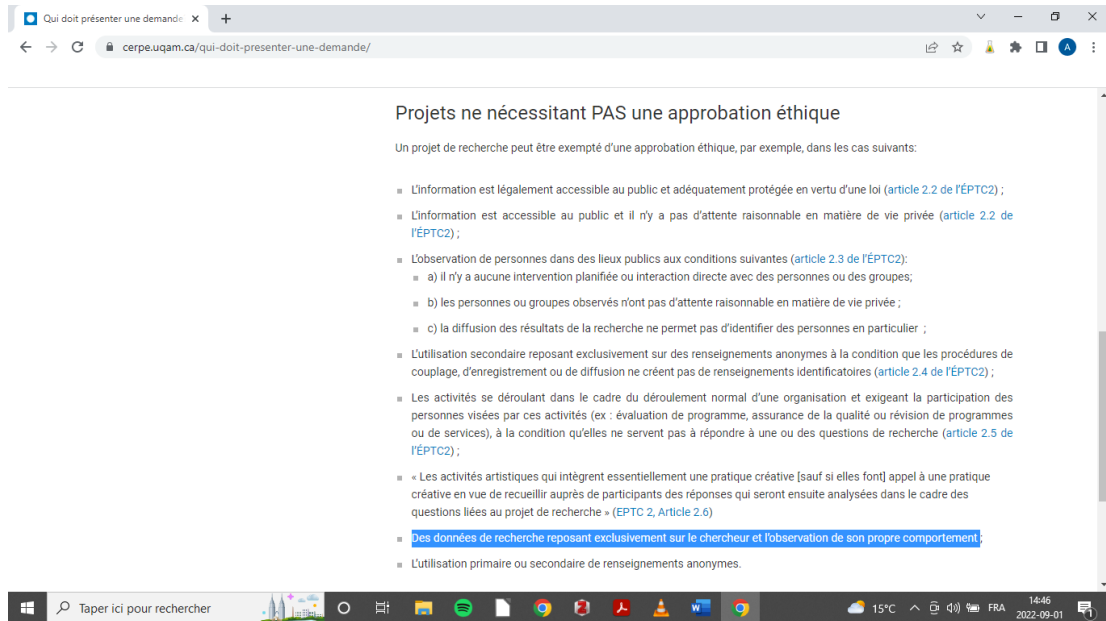 Qui doit présenter une demande
cerpe.uqam.ca/qui-doit-presenter-une-demande/
A
Projets ne nécessitant PAS une approbation éthique
Un projet de recherche peut être exempté d'une approbation éthique, par exemple, dans les cas suivants:
L'information est légalement accessible au public et adéquatement protégée en vertu d'une loi (article 2.2 de l'ÉPTC2) ;
L'information est accessible au public et il n'y a pas d'attente raisonnable en matière de vie privée (article 2.2 de
l'ÉPTC2) ;
L'observation de personnes dans des lieux publics aux conditions suivantes (article 2.3 de l'ÉPTC2):
a) il n'y a aucune intervention planifiée ou interaction directe avec des personnes ou des groupes;
b) les personnes ou groupes observés n'ont pas d'attente raisonnable en matière de vie privée ;
c) la diffusion des résultats de la recherche ne permet pas d'identifier des personnes en particulier ;
L'utilisation secondaire reposant exclusivement sur des renseignements anonymes à la condition que les procédures de
couplage, d'enregistrement ou de diffusion ne créent pas de renseignements identificatoires (article 2.4 de l'ÉPTC2) ;
Les activités se déroulant dans le cadre du déroulement normal d'une organisation et exigeant la participation des
personnes visées par ces activités (ex : évaluation de programme, assurance de la qualité ou révision de programmes
ou de services), à la condition qu'elles ne servent pas à répondre à une ou des questions de recherche (article 2.5 de
l'ÉPTC2) ;
« Les activités artistiques qui intègrent essentiellement une pratique créative [sauf si elles font] appel à une pratique
créative en vue de recueillir auprès de participants des réponses qui seront ensuite analysées dans le cadre des
questions liées au projet de recherche » (EPTC 2, Article 2.6)
Des données de recherche reposant exclusivement sur le chercheur et l'observation de son propre comportement ;
L'utilisation primaire ou secondaire de renseignements anonymes.
Taper ici pour rechercher
15°C
FRA
14:46
2022-09-01
1